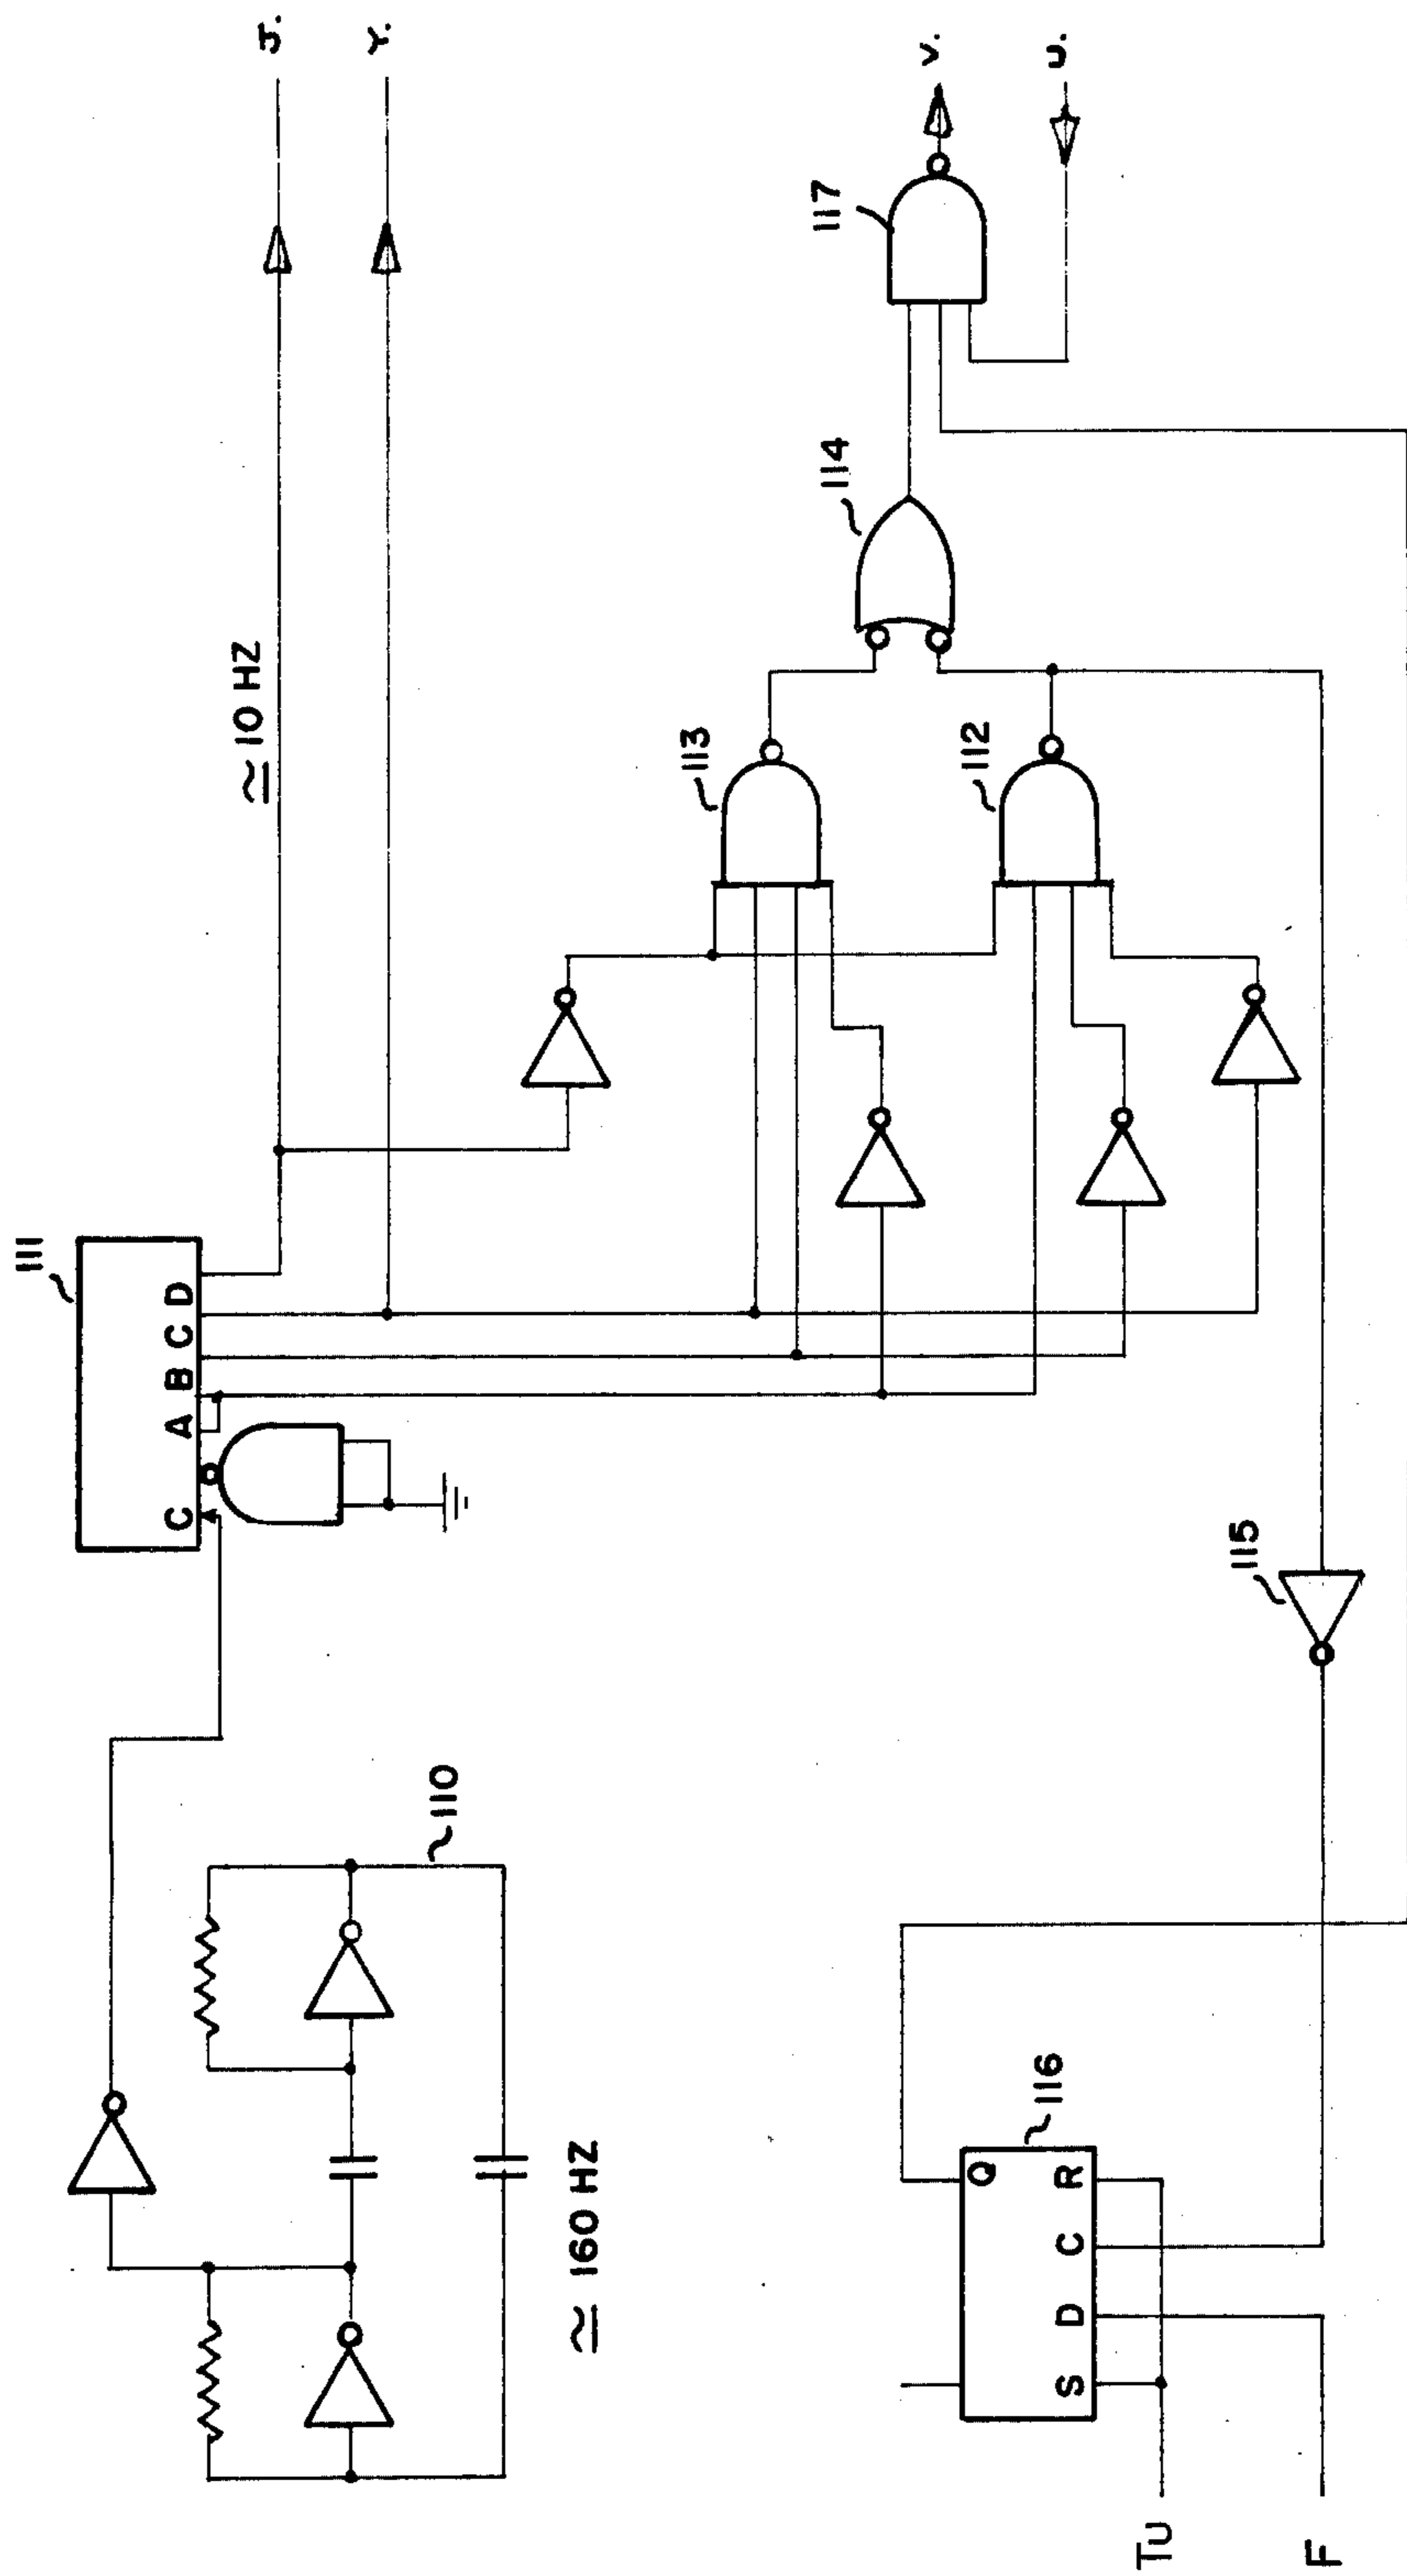 111
C A B C D
J.
≃ 10 HZ
Y.
110
≃ 160 HZ
113
117
114
V.
112
U.
Q
116
S D C R
115
TU
F